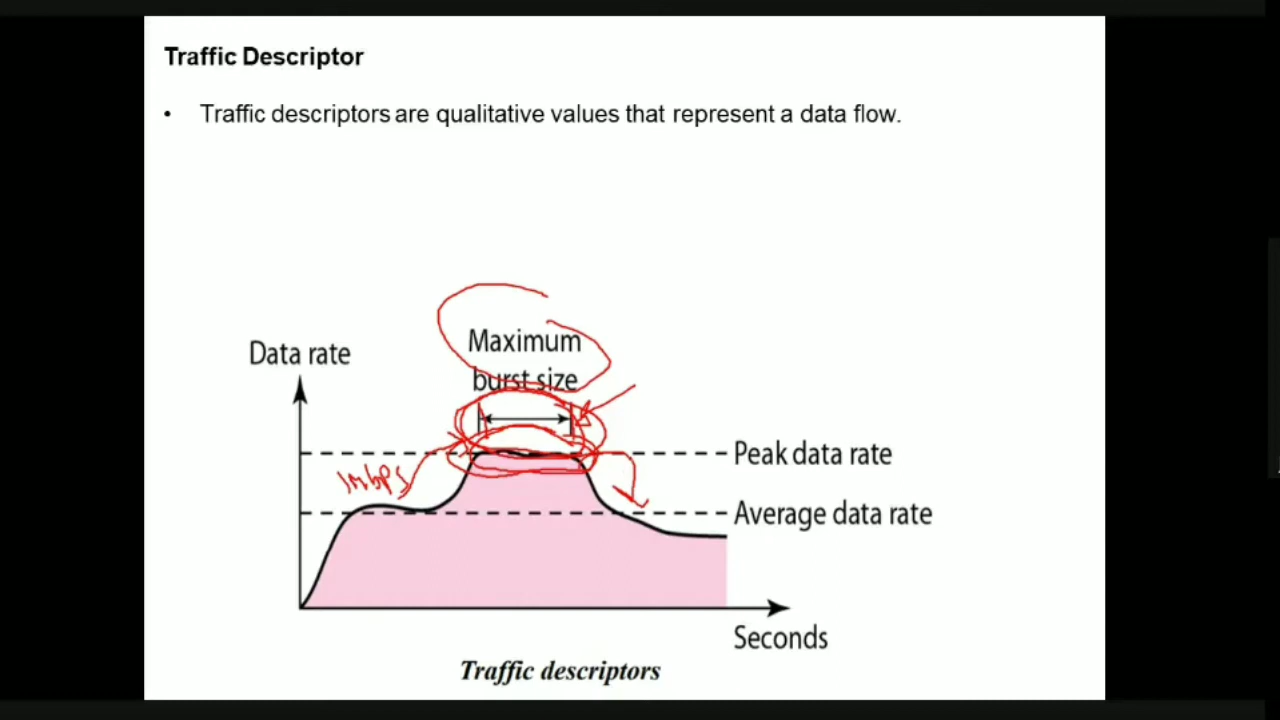 Traffic Descriptor
• Traffic descriptors are qualitative values that represent a data flow.
Maximum
burst size
Data rate
Peak data rate
1mbps
Average data rate
Seconds
Traffic descriptors